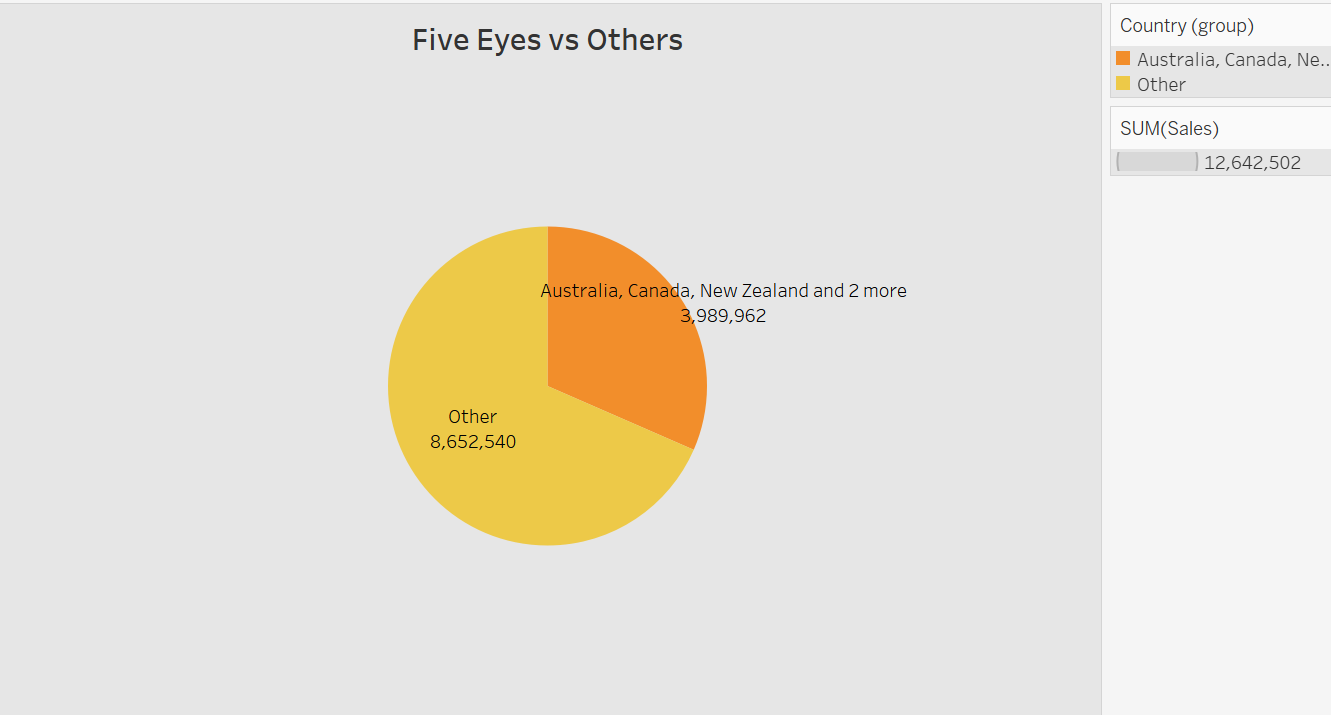 Five Eyes vs Others
Australia, Canada, New Zealand and 2 more
3,989,962
Other
8,652,540
Country (group)
Australia, Canada, Ne..
Other
SUM(Sales)
12,642,502